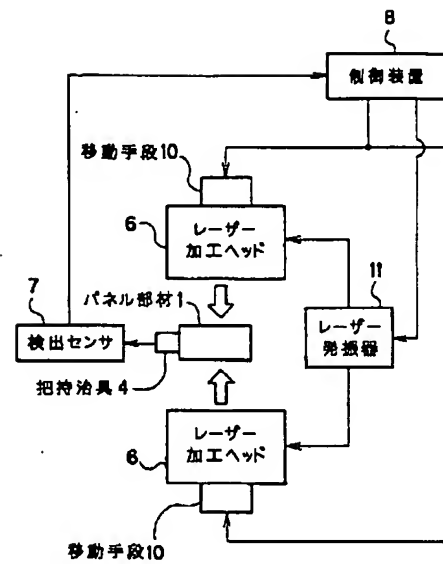 8
制御装置
移動手段10
6
レーザー
加工ヘッド
7
パネル部材1
11
検出センサ
レーザー
発振器
把持治具4
レーザー
加工ヘッド
6
移動手段10